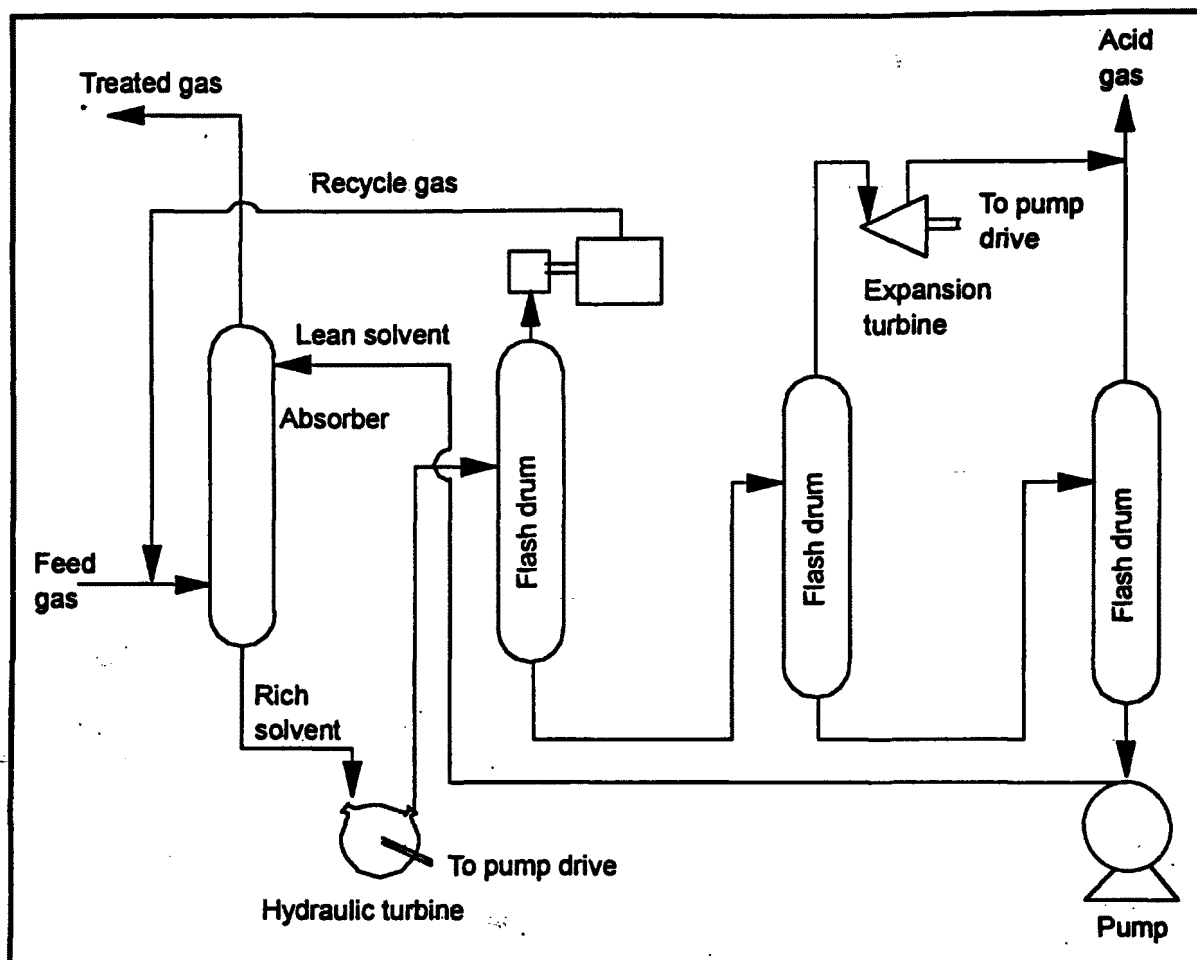 Acid
gas
Treated gas
Recycle gas
To pump
drive
Expansion
turbine
Lean solvent
Absorber
Flash drum
Flash drum
Flash drum
Feed
gas
Rich
solvent
To pump drive
Hydraulic turbine
Pump